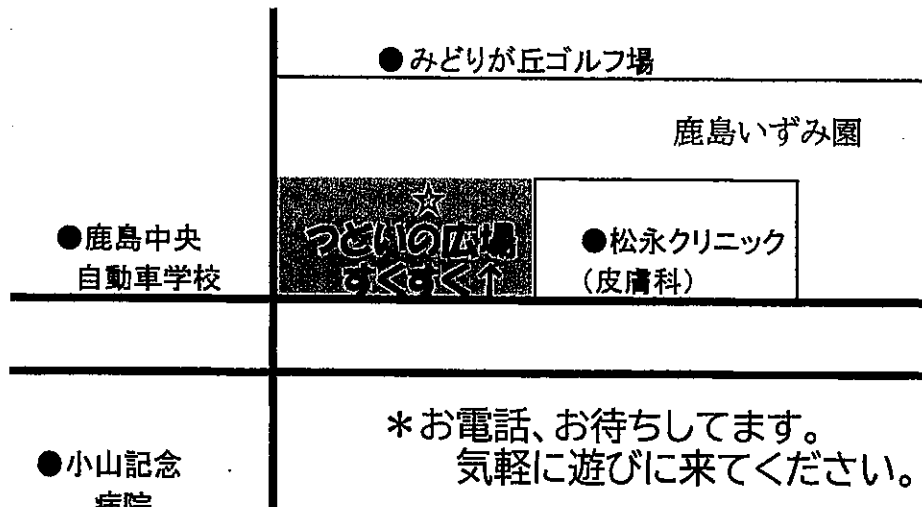 ●みどりが丘ゴルフ場
鹿島いずみ園
☆
つどいの広場
すくすく↑
●鹿島中央
自動車学校
●松永クリニック
(皮膚科)
*お電話、お待ちしてます。
気軽に遊びに来てください。
●小山記念
病院